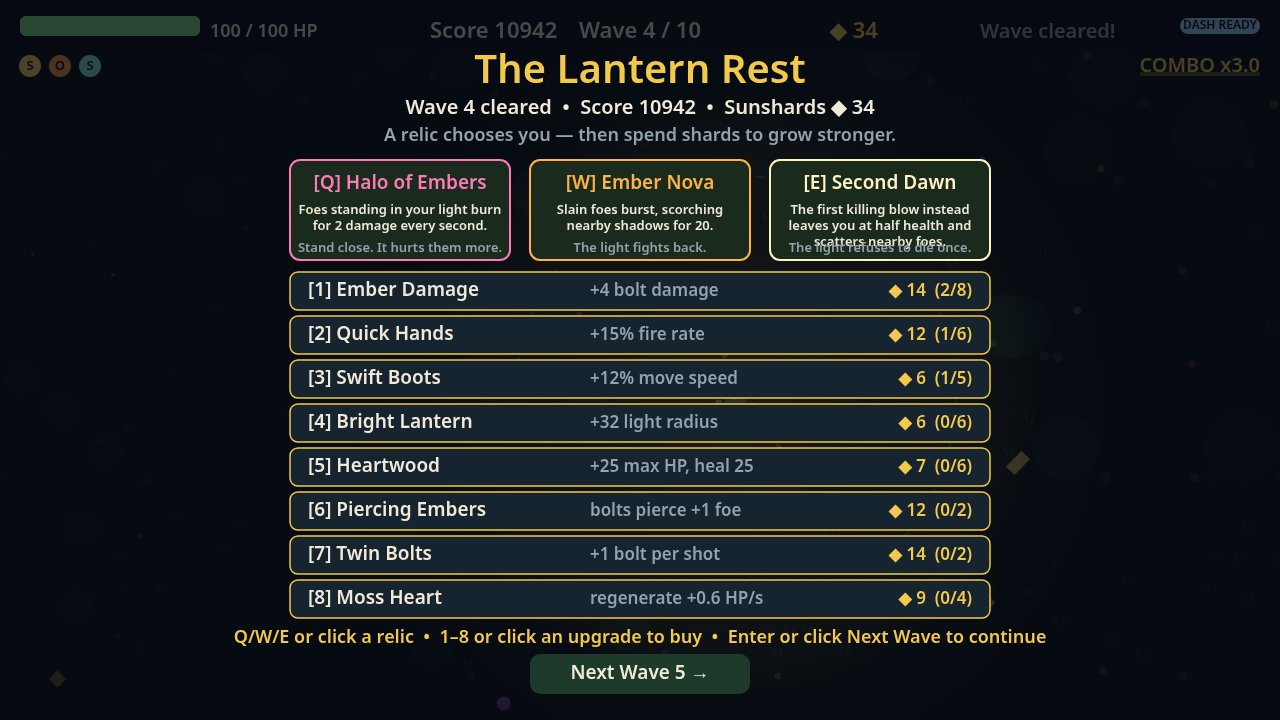 100 / 100 HP
Score 10942 Wave 4 / 10
◆ 34
Wave cleared!
DASH READY
S O S
COMBO x3.0
The Lantern Rest
Wave 4 cleared • Score 10942 • Sunshards ◆ 34
A relic chooses you — then spend shards to grow stronger.
[Q] Halo of Embers
Foes standing in your light burn
for 2 damage every second.
Stand close. It hurts them more.
[W] Ember Nova
Slain foes burst, scorching
nearby shadows for 20.
The light fights back.
[E] Second Dawn
The first killing blow instead
leaves you at half health and
scatters nearby foes.
The light refuses to die once.
[1] Ember Damage +4 bolt damage ◆ 14 (2/8)
[2] Quick Hands +15% fire rate ◆ 12 (1/6)
[3] Swift Boots +12% move speed ◆ 6 (1/5)
[4] Bright Lantern +32 light radius ◆ 6 (0/6)
[5] Heartwood +25 max HP, heal 25 ◆ 7 (0/6)
[6] Piercing Embers bolts pierce +1 foe ◆ 12 (0/2)
[7] Twin Bolts +1 bolt per shot ◆ 14 (0/2)
[8] Moss Heart regenerate +0.6 HP/s ◆ 9 (0/4)
Q/W/E or click a relic • 1–8 or click an upgrade to buy • Enter or click Next Wave to continue
Next Wave 5 →